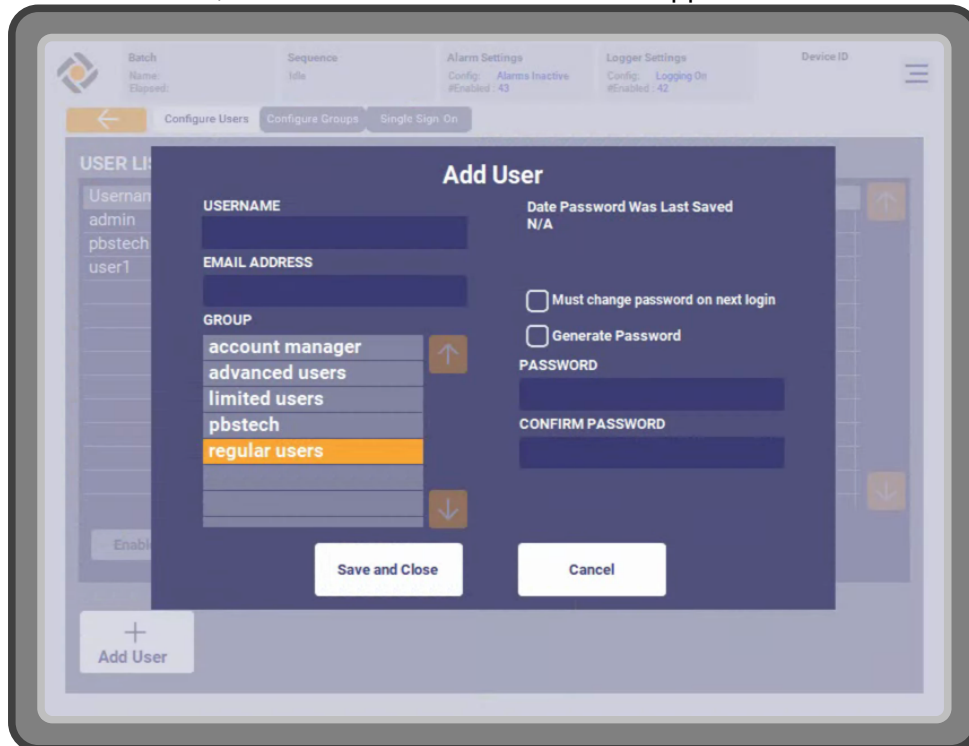 Batch
Name:
Elapsed:
Sequence
Idle
Alarm Settings
Config: Alarms Inactive
#Enabled : 43
Logger Settings
Config: Logging On
#Enabled : 42
Device ID
Configure Users
Configure Groups
Single Sign On
USER LI
Usernam
admin
pbstech
user1
Add User
USERNAME
EMAIL ADDRESS
GROUP
account manager
advanced users
limited users
pbstech
regular users
Date Password Was Last Saved
N/A
Must change password on next login
Generate Password
PASSWORD
CONFIRM PASSWORD
Save and Close
Cancel
Enabl
Add User